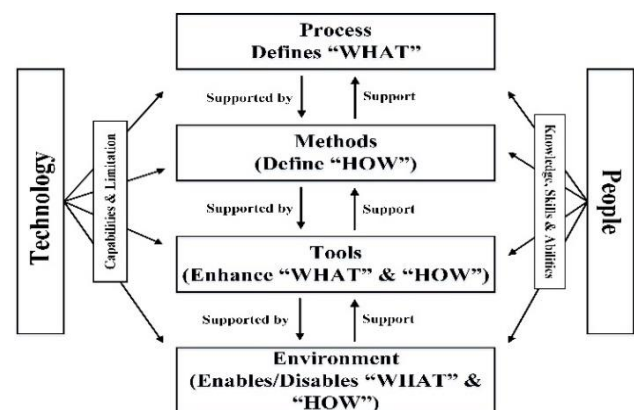 Process
Defines “WHAT”
Supported by
Support
Methods
(Define “HOW”)
Supported by
Support
Tools
(Enhance “WHAT” & “HOW”)
Supported by
Support
Environment
(Enables/Disables “WHAT” &
“HOW”)
Technology
Capabilities & Limitation
Knowledge, Skills & Abilities
People